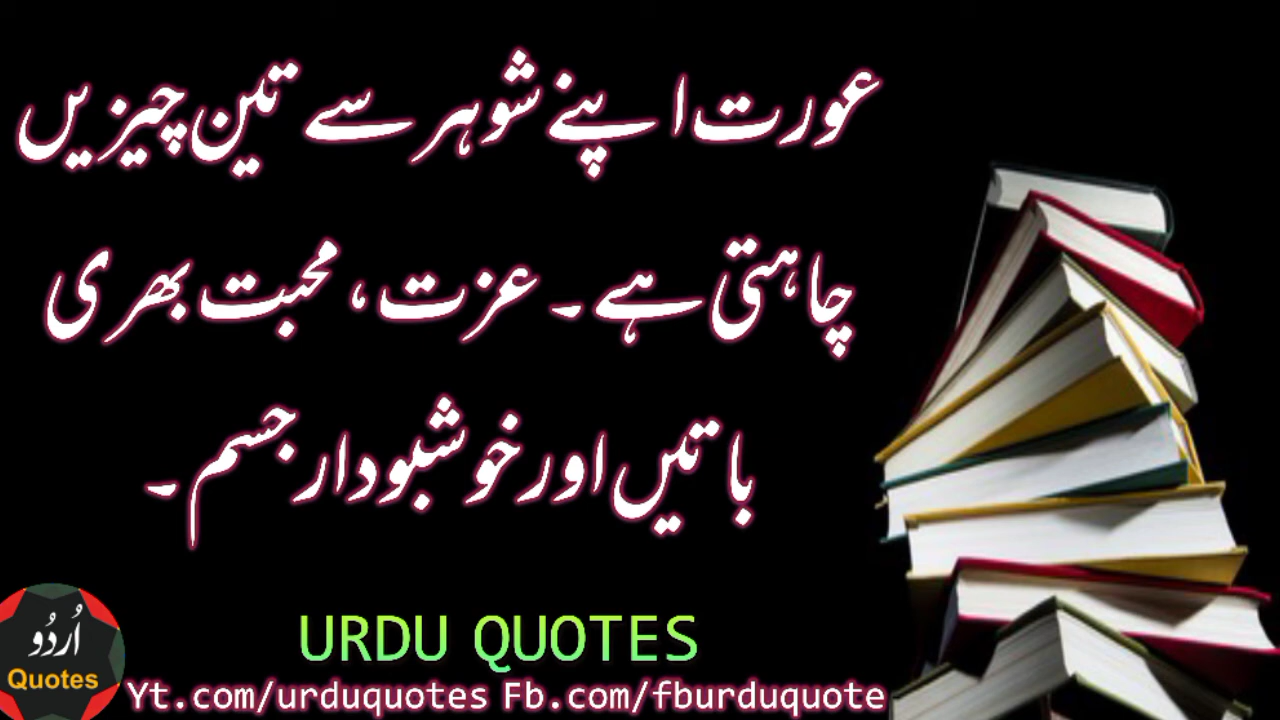 عورت اپنے شوہر سے تین چیزیں
چاہتی ہے۔ عزت، محبت بھری
باتیں اور خوشبودار جسم۔
URDU QUOTES
اُردُو
Quotes
Yt.com/urduquotes Fb.com/fburduquote